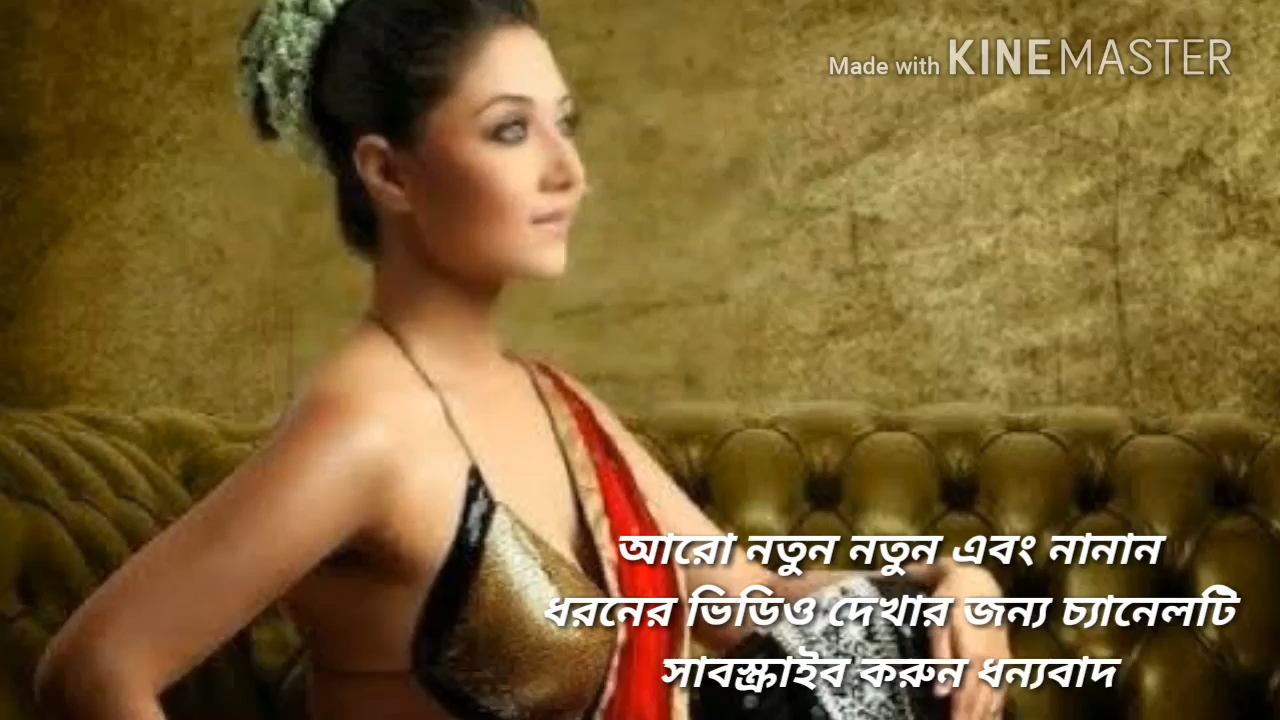 Made with KINEMASTER
আরো নতুন নতুন এবং নানান
ধরনের ভিডিও দেখার জন্য চ্যানেলটি
সাবস্ক্রাইব করুন ধন্যবাদ